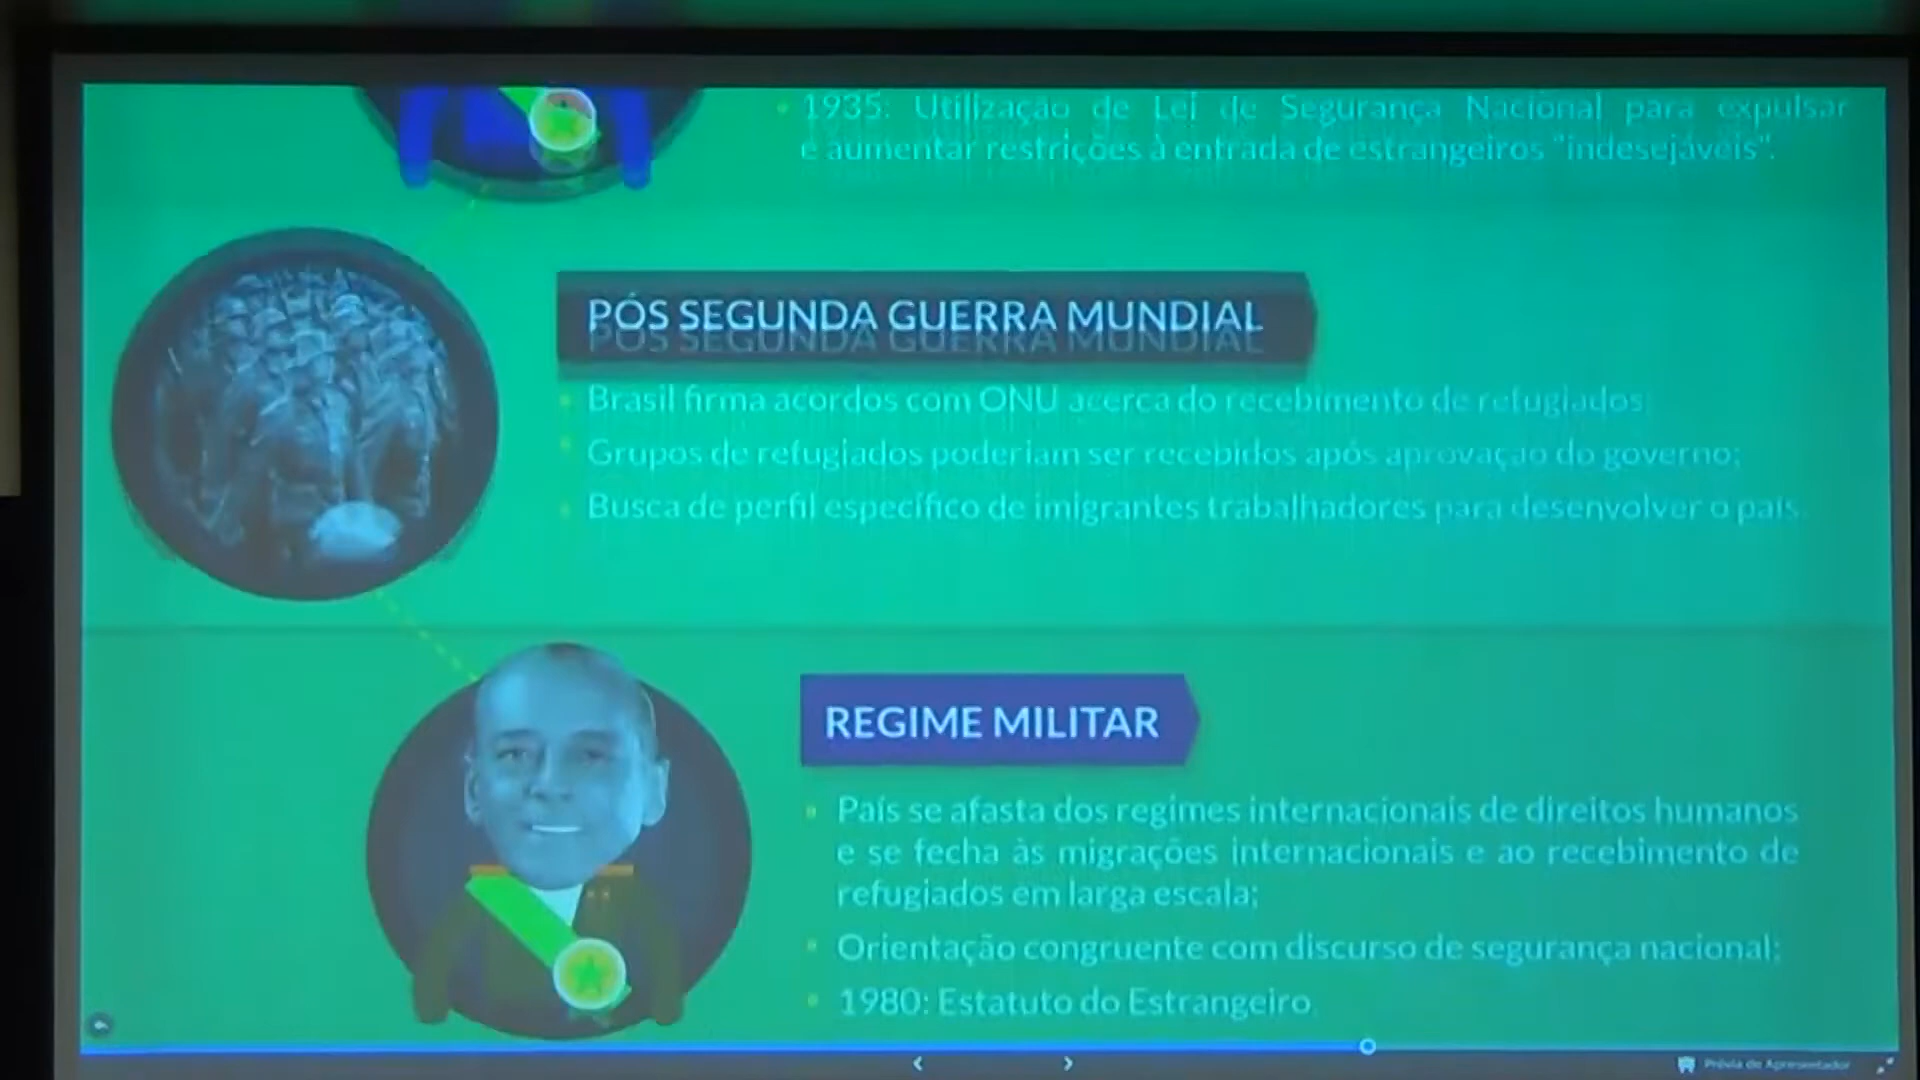 1935: Utilização de Lei de Segurança Nacional para expulsar
e aumentar restrições à entrada de estrangeiros "indesejáveis".
PÓS SEGUNDA GUERRA MUNDIAL
Brasil firma acordos com ONU acerca do recebimento de refugiados;
Grupos de refugiados poderiam ser recebidos após aprovação do governo;
Busca de perfil específico de imigrantes trabalhadores para desenvolver o país.
REGIME MILITAR
País se afasta dos regimes internacionais de direitos humanos
e se fecha às migrações internacionais e ao recebimento de
refugiados em larga escala;
Orientação congruente com discurso de segurança nacional;
1980: Estatuto do Estrangeiro.
Prévia do Apresentador